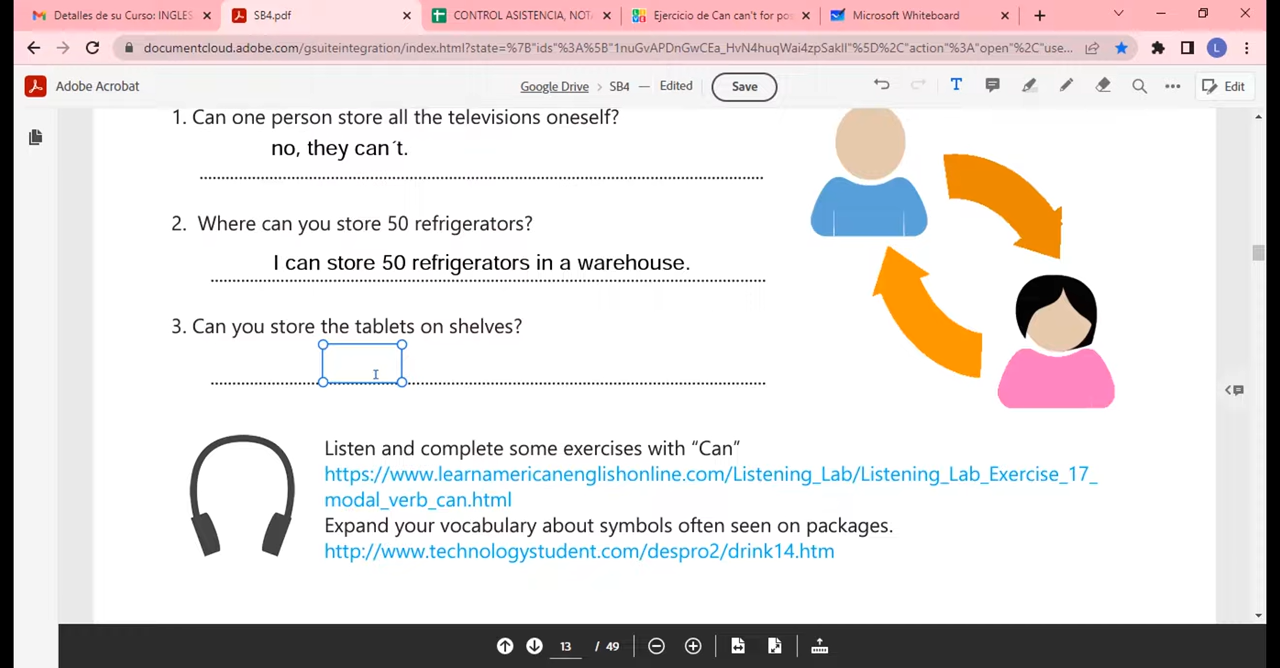 Detalles de su Curso: INGLES
SB4.pdf
CONTROL ASISTENCIA, NOT
Ejercicio de Can can't for po
Microsoft Whiteboard
documentcloud.adobe.com/gsuiteintegration/index.html?state=%7B"ids"%3A%5B"1nuGvAPDnGwCEa_HvN4huqWai4zpSakIl"%5D%2C"action"%3A"open"%2C"use...
L
Adobe Acrobat
Google Drive > SB4 — Edited
Save
T
Edit
1. Can one person store all the televisions oneself?
no, they can´t.
2. Where can you store 50 refrigerators?
I can store 50 refrigerators in a warehouse.
3. Can you store the tablets on shelves?
Listen and complete some exercises with “Can”
https://www.learnamericanenglishonline.com/Listening_Lab/Listening_Lab_Exercise_17_
modal_verb_can.html
Expand your vocabulary about symbols often seen on packages.
http://www.technologystudent.com/despro2/drink14.htm
13 / 49